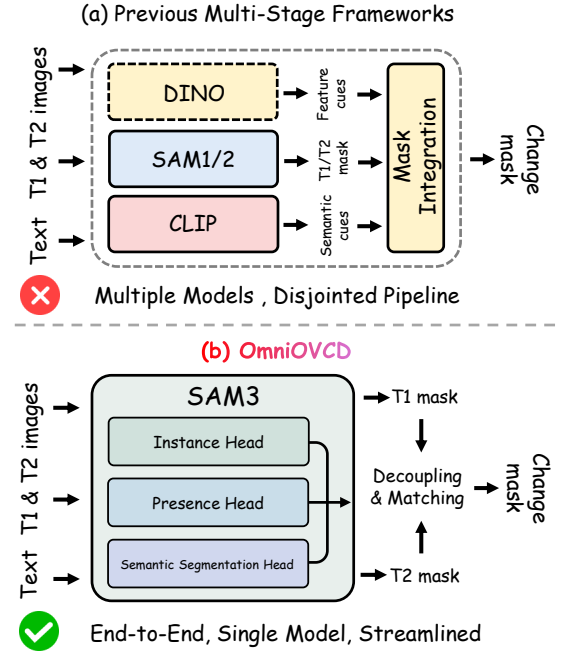 (a) Previous Multi-Stage Frameworks
T1 & T2 images
Text
DINO
SAM1/2
CLIP
Feature
cues
T1/T2
mask
Semantic
cues
Mask
Integration
Change
mask
Multiple Models , Disjointed Pipeline
(b) OmniOVCD
T1 & T2 images
Text
SAM3
Instance Head
Presence Head
Semantic Segmentation Head
T1 mask
Decoupling
& Matching
T2 mask
Change
mask
End-to-End, Single Model, Streamlined